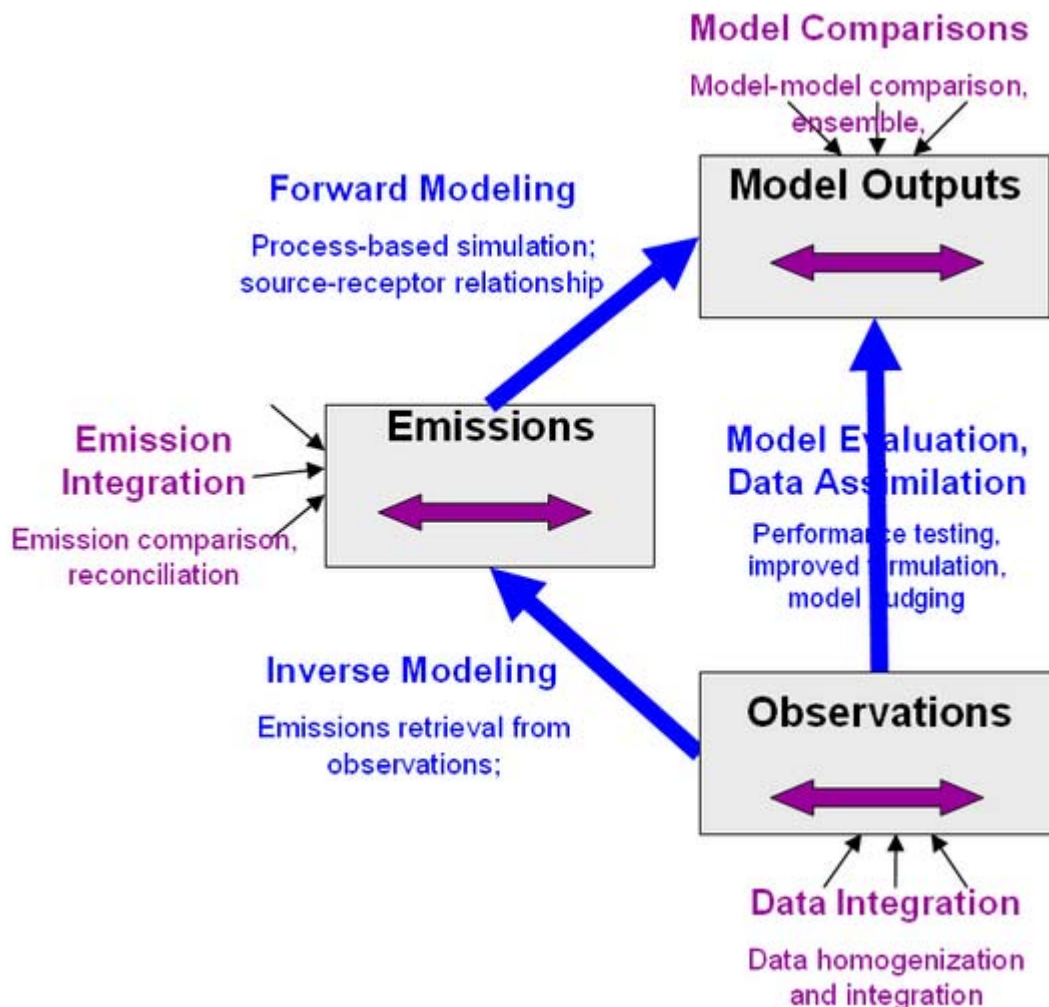 Model Comparisons
Model-model comparison,
ensemble,
Model Outputs
Forward Modeling
Process-based simulation;
source-receptor relationship
Emissions
Emission
Integration
Emission comparison,
reconciliation
Model Evaluation,
Data Assimilation
Performance testing,
improved formulation,
model nudging
Inverse Modeling
Emissions retrieval from
observations;
Observations
Data Integration
Data homogenization
and integration